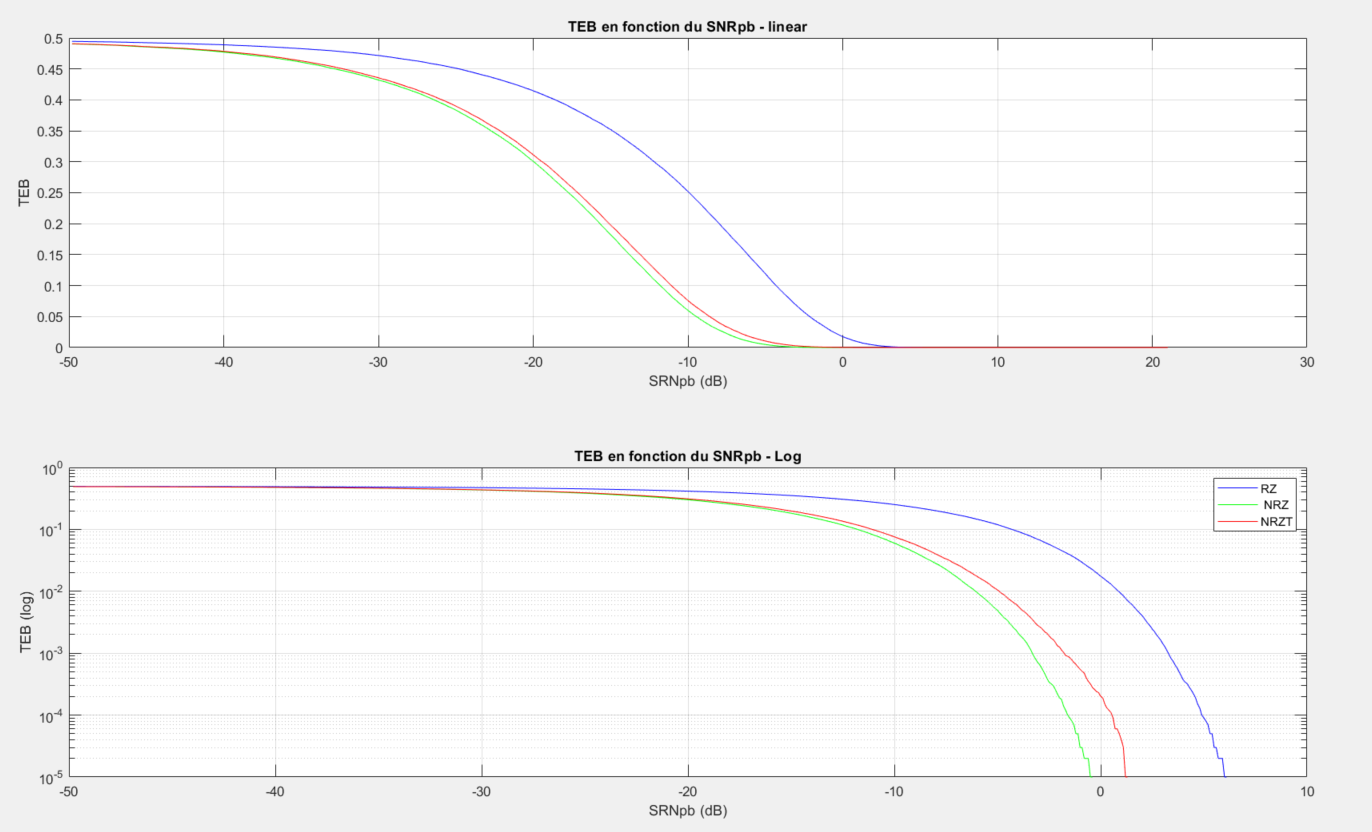 TEB en fonction du SNRpb - linear
TEB
0.5
0.45
0.4
0.35
0.3
0.25
0.2
0.15
0.1
0.05
0
-50 -40 -30 -20 -10 0 10 20 30
SRNpb (dB)
TEB en fonction du SNRpb - Log
TEB (log)
10^0
10^-1
10^-2
10^-3
10^-4
10^-5
RZ
NRZ
NRZT
-50 -40 -30 -20 -10 0 10
SRNpb (dB)